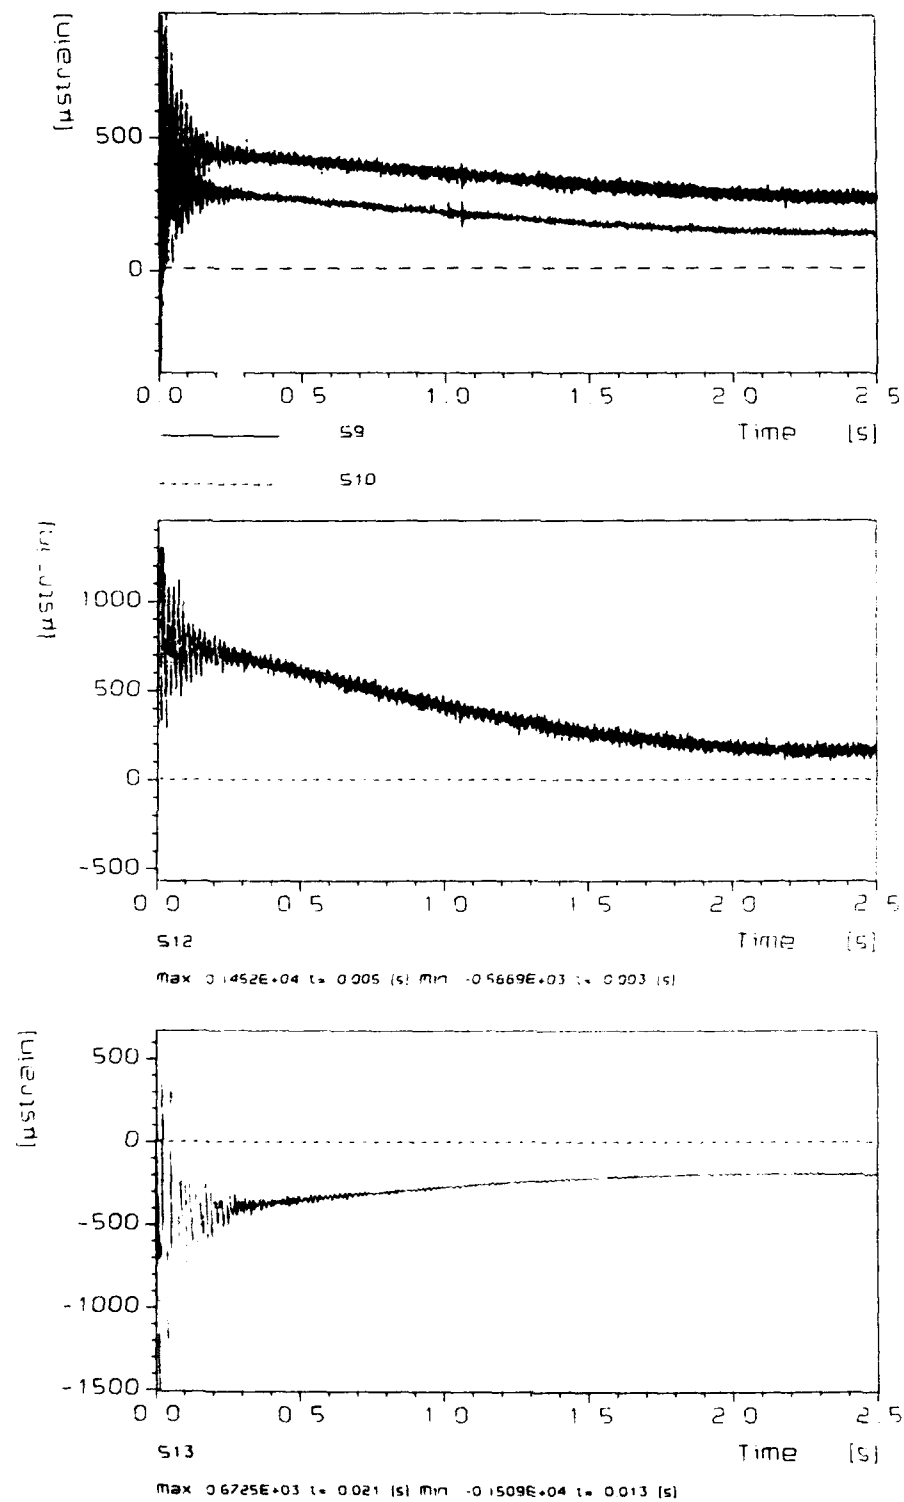 [µstrain]
500
0
0.0 0.5 1.0 1.5 2.0 2.5
Time [s]
S9
S10
1000
500
0
-500
0.0 0.5 1.0 1.5 2.0 2.5
S12 Time [s]
max 0.1452E+04 t= 0.005 [s] min -0.5669E+03 t= 0.003 [s]
[µstrain]
500
0
-500
-1000
-1500
0.0 0.5 1.0 1.5 2.0 2.5
S13 Time [s]
max 0.6725E+03 t= 0.021 [s] min -0.1509E+04 t= 0.013 [s]